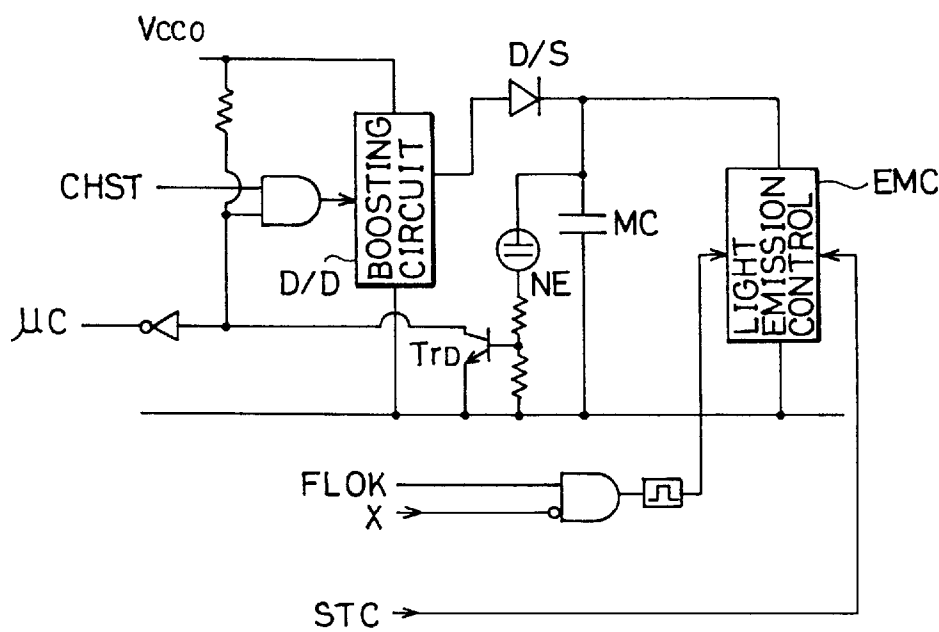 Vcco
D/S
CHST
BOOSTING
CIRCUIT
D/D
MC
NE
LIGHT
EMISSION
CONTROL
EMC
μC
TrD
FLOK
X
STC